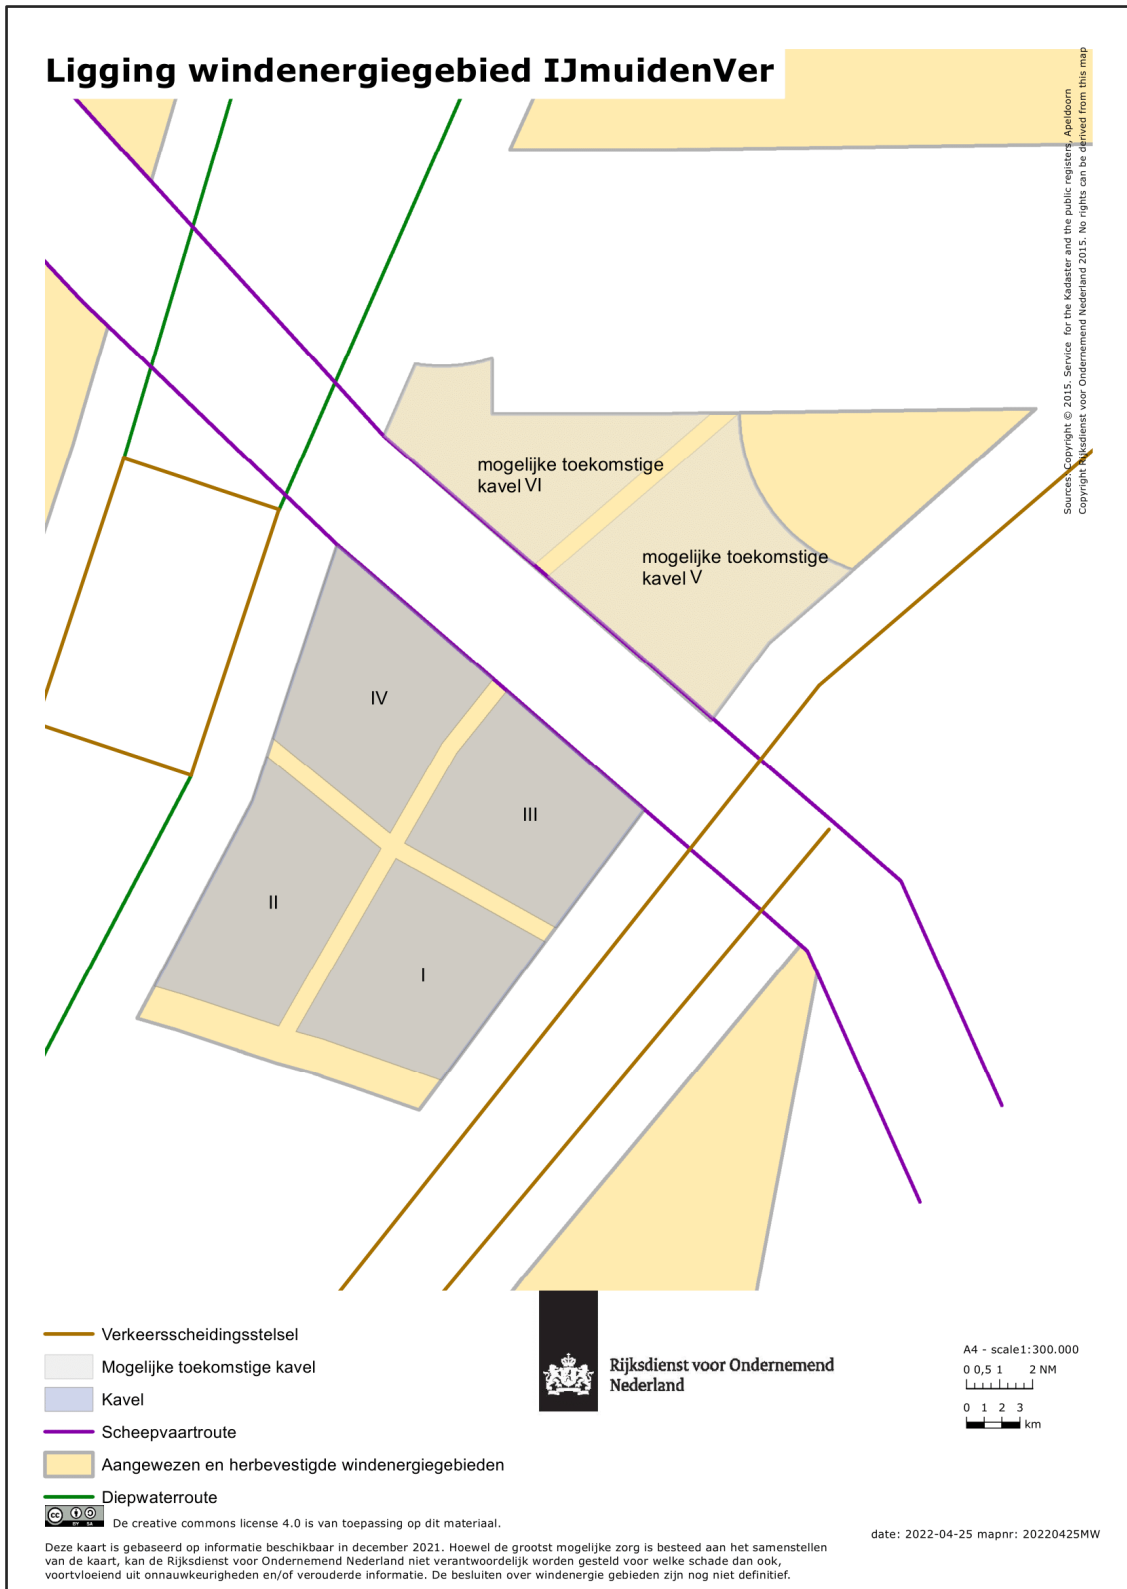 Ligging windenergiegebied IJmuidenVer
Sources: Copyright © 2015. Service for the Kadaster and the public registers, Apeldoorn
Copyright Rijksdienst voor Ondernemend Nederland 2015. No rights can be derived from this map
mogelijke toekomstige
kavel VI
mogelijke toekomstige
kavel V
IV
III
II
I
Verkeersscheidingsstelsel
Mogelijke toekomstige kavel
Kavel
Scheepvaartroute
Aangewezen en herbevestigde windenergiegebieden
Diepwaterroute
Rijksdienst voor Ondernemend
Nederland
A4 - scale1:300.000
0 0,5 1 2 NM
0 1 2 3
km
cc BY SA
De creative commons license 4.0 is van toepassing op dit materiaal.
date: 2022-04-25 mapnr: 20220425MW
Deze kaart is gebaseerd op informatie beschikbaar in december 2021. Hoewel de grootst mogelijke zorg is besteed aan het samenstellen
van de kaart, kan de Rijksdienst voor Ondernemend Nederland niet verantwoordelijk worden gesteld voor welke schade dan ook,
voortvloeiend uit onnauwkeurigheden en/of verouderde informatie. De besluiten over windenergie gebieden zijn nog niet definitief.